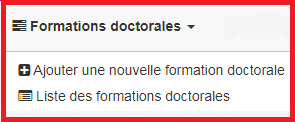 Formations doctorales
Ajouter une nouvelle formation doctorale
Liste des formations doctorales